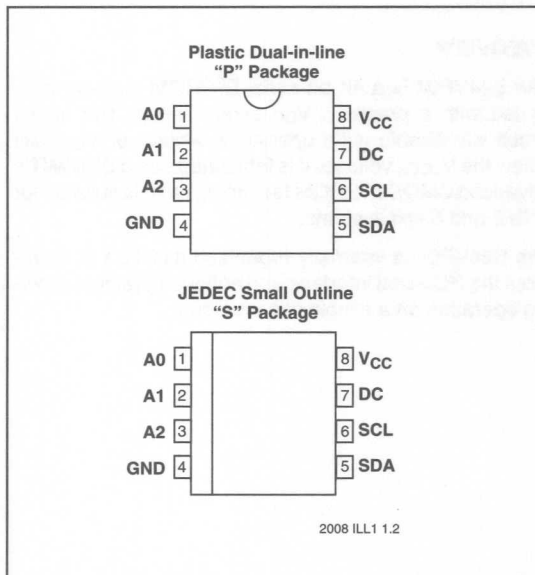 Plastic Dual-in-line
“P” Package
A0 1 8 VCC
A1 2 7 DC
A2 3 6 SCL
GND 4 5 SDA
JEDEC Small Outline
“S” Package
A0 1 8 VCC
A1 2 7 DC
A2 3 6 SCL
GND 4 5 SDA
2008 ILL1 1.2